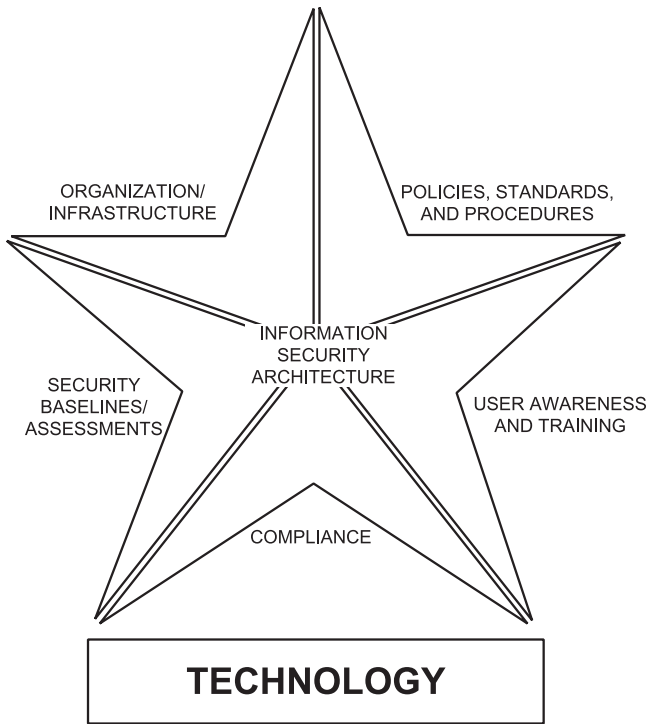 ORGANIZATION/
INFRASTRUCTURE
POLICIES, STANDARDS,
AND PROCEDURES
INFORMATION
SECURITY
ARCHITECTURE
SECURITY
BASELINES/
ASSESSMENTS
USER AWARENESS
AND TRAINING
COMPLIANCE
TECHNOLOGY